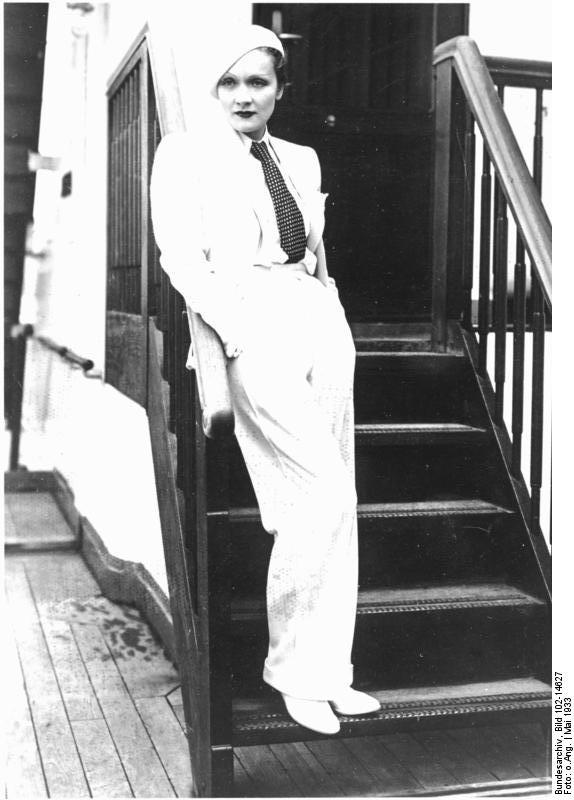 Bundesarchiv, Bild 102-14627
Foto: o.Ang. | Mai 1933